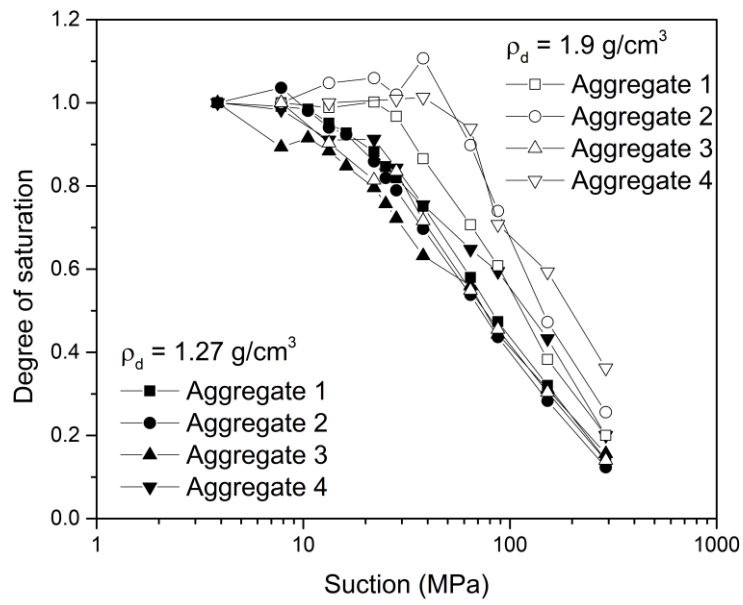 1.2
1.0
0.8
0.6
0.4
0.2
0.0
Degree of saturation
ρd = 1.9 g/cm³
Aggregate 1
Aggregate 2
Aggregate 3
Aggregate 4
ρd = 1.27 g/cm³
Aggregate 1
Aggregate 2
Aggregate 3
Aggregate 4
1 10 100 1000
Suction (MPa)